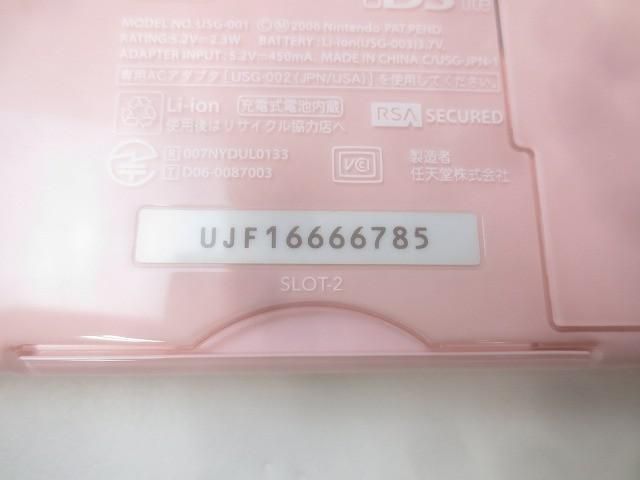 DS lite
MODEL NO.USG-001 ©Ⓜ2006 Nintendo PAT.PEND.
RATING:5.2V⎓2.3W BATTERY:Li-ion(USG-003)3.7V,
ADAPTER INPUT:5.2V⎓450mA. MADE IN CHINA C/USG-JPN-1
専用ACアダプタ[USG-002(JPN/USA)]を使用してください。
Li-ion 充電式電池内蔵
使用後はリサイクル協力店へ
RSA SECURED
R 007NYDUL0133
T D06-0087003
VCI
製造者
任天堂株式会社
UJF16666785
SLOT-2